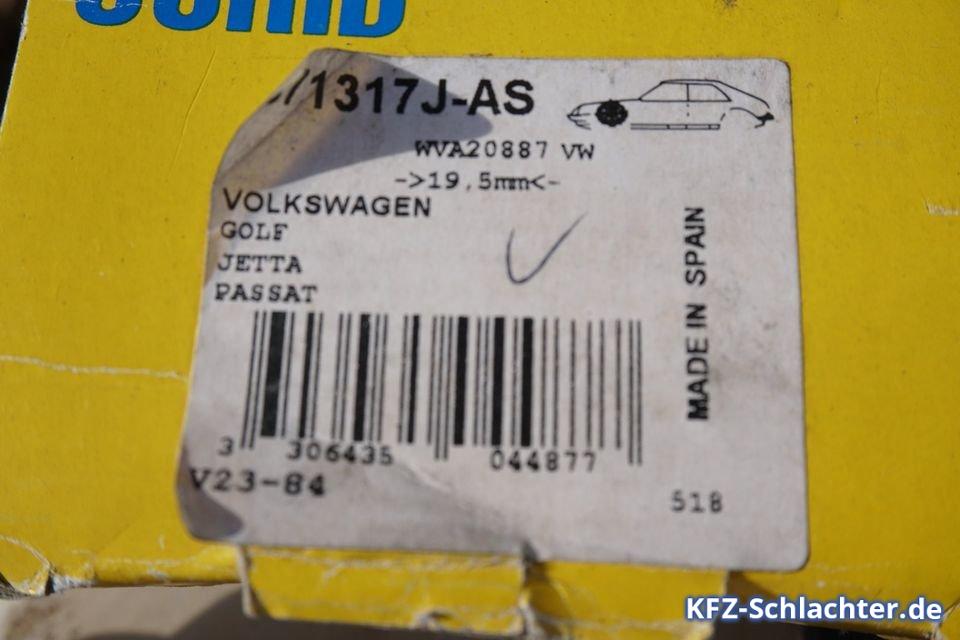 /1317J-AS
WVA20887 VW
->19,5mm<-
VOLKSWAGEN
GOLF
JETTA
PASSAT
MADE IN SPAIN
3 306435 044877
V23-84
518
KFZ-Schlachter.de